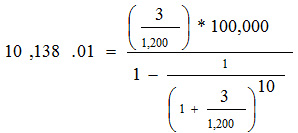 10 ,138 .01 = ( 3 / 1,200 ) * 100,000
1 − 1 / ( 1 + 3 / 1,200 ) 10